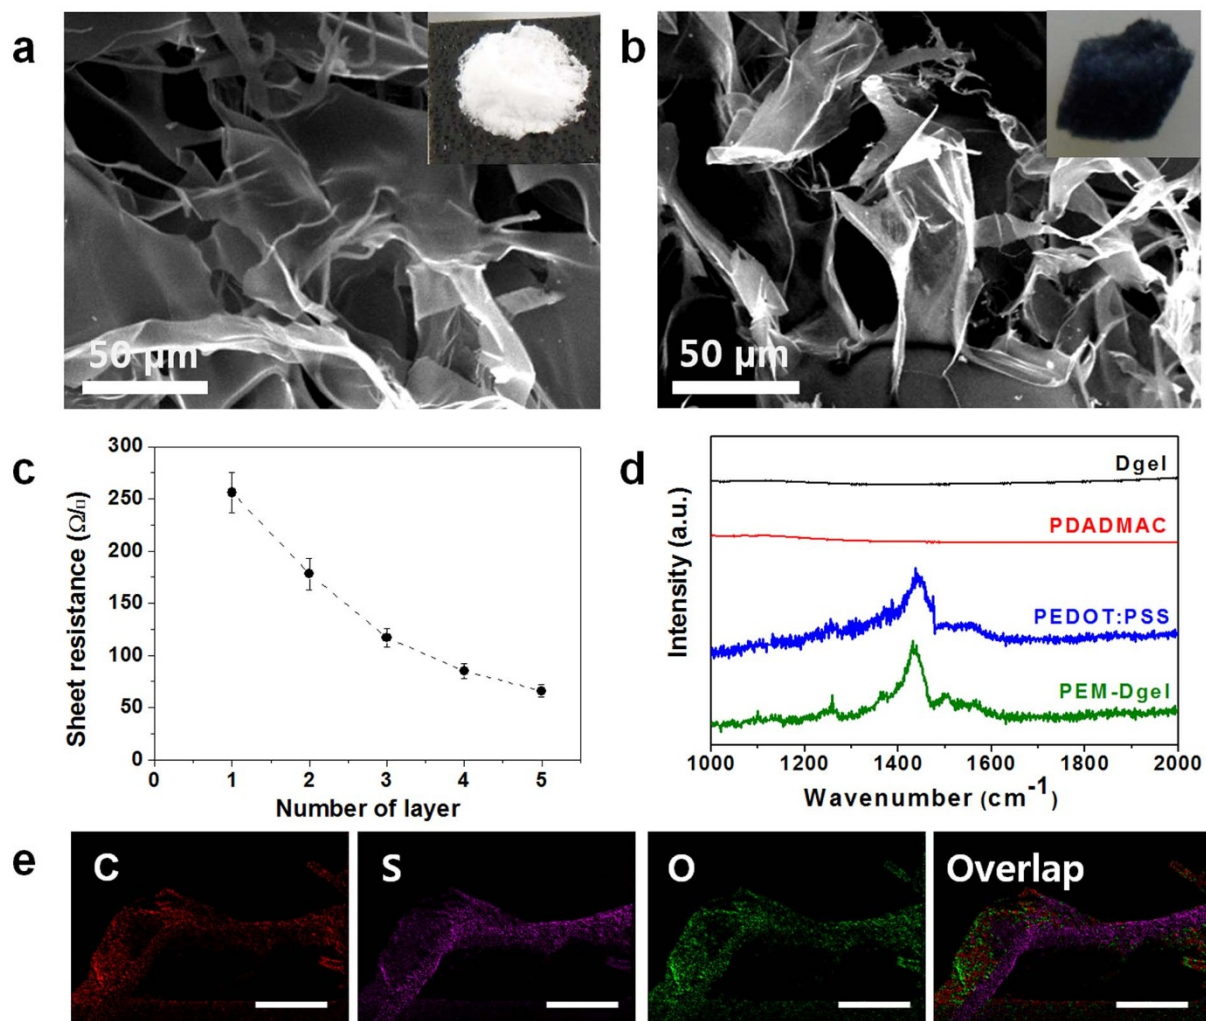 a
b
50 µm
50 µm
c
300
250
200
150
100
50
0
Sheet resistance (Ω/□)
0 1 2 3 4 5
Number of layer
d
Intensity (a.u.)
Dgel
PDADMAC
PEDOT:PSS
PEM-Dgel
1000 1200 1400 1600 1800 2000
Wavenumber (cm⁻¹)
e
C
S
O
Overlap